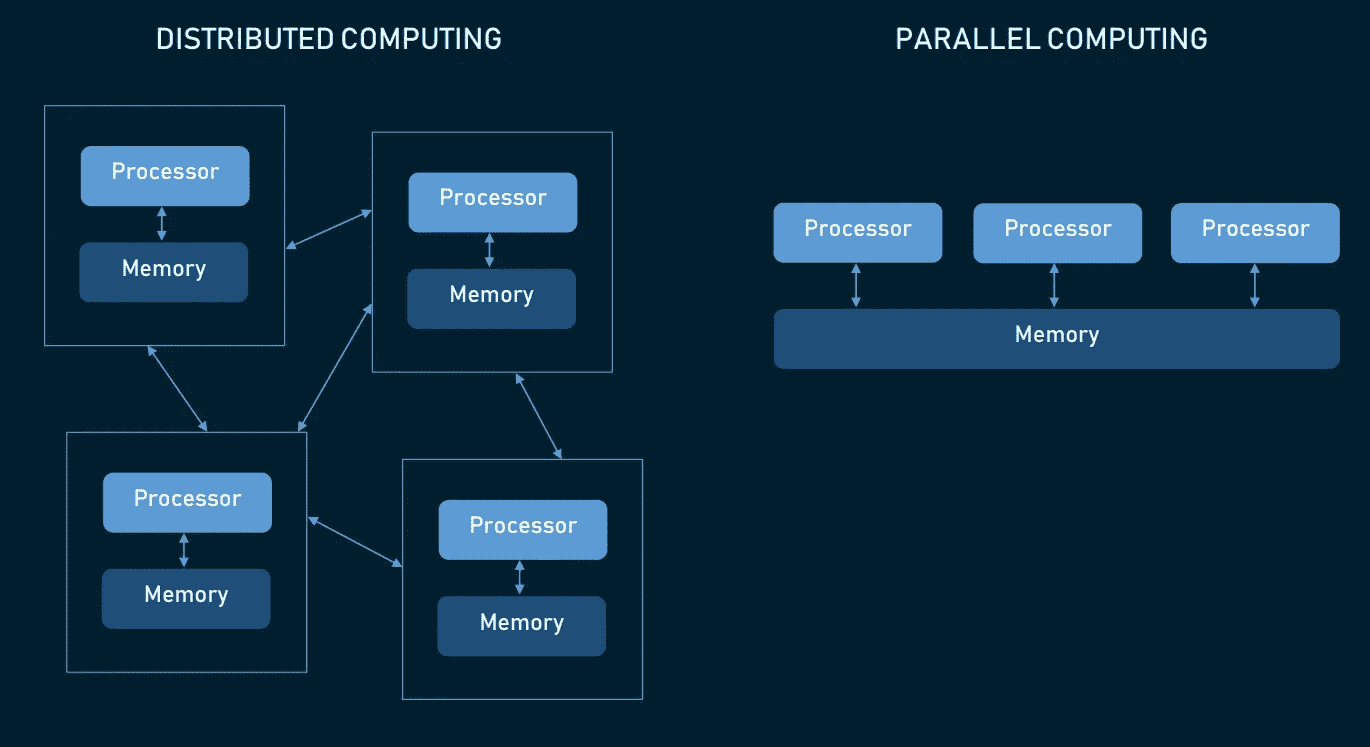 DISTRIBUTED COMPUTING
Processor
Memory
Processor
Memory
Processor
Memory
Processor
Memory
PARALLEL COMPUTING
Processor
Processor
Processor
Memory